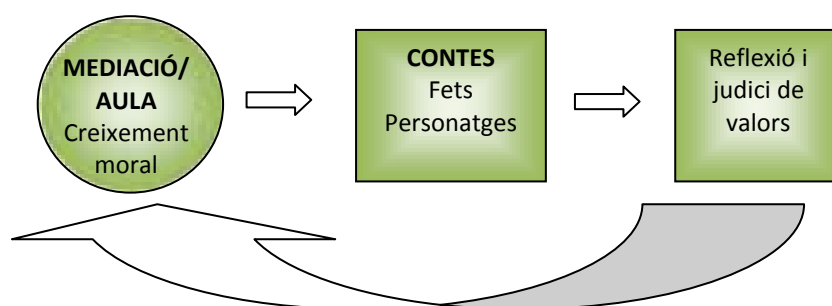 MEDIACIÓ/
AULA
Creixement
moral
CONTES
Fets
Personatges
Reflexió i
judici de
valors